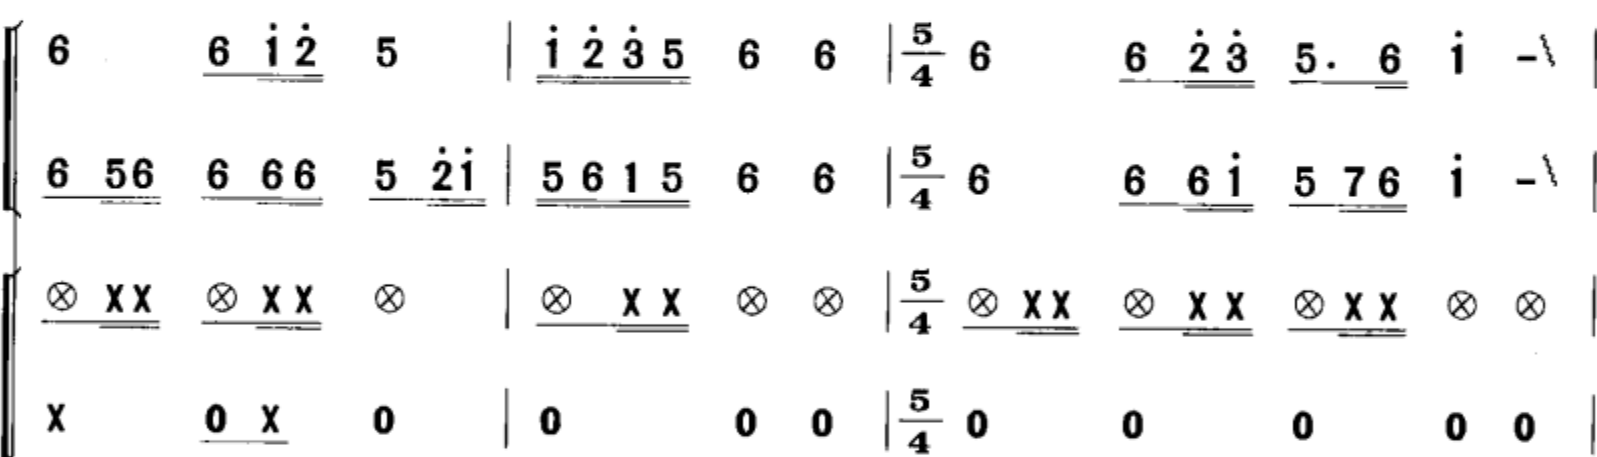 6 6 i̇ 2̇ 5 | i̇ 2̇ 3̇ 5 6 6 | 5/4 6 6 2̇ 3̇ 5. 6 i̇ - |
6 56 6 66 5 2̇i̇ | 5 6 1 5 6 6 | 5/4 6 6 6 i̇ 5 7 6 i̇ - |
⊗ XX ⊗ XX ⊗ | ⊗ X X ⊗ ⊗ | 5/4 ⊗ XX ⊗ XX ⊗ XX ⊗ ⊗ |
X 0 X 0 | 0 0 0 | 5/4 0 0 0 0 0 |